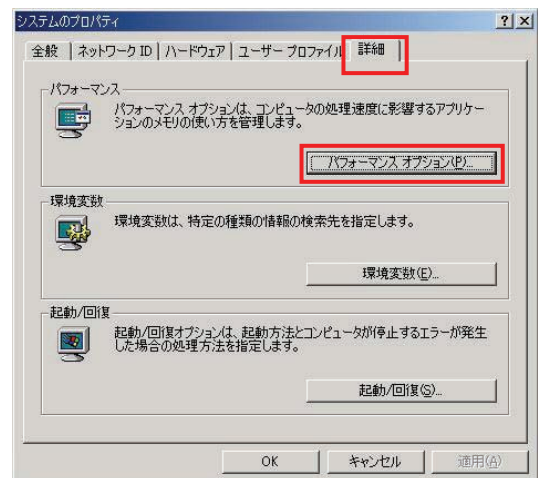 システムのプロパティ
全般
ネットワーク ID
ハードウェア
ユーザー プロファイル
詳細
パフォーマンス
パフォーマンス オプションは、コンピュータの処理速度に影響するアプリケー
ションのメモリの使い方を管理します。
パフォーマンス オプション(P)...
環境変数
環境変数は、特定の種類の情報の検索先を指定します。
環境変数(E)...
起動/回復
起動/回復オプションは、起動方法とコンピュータが停止するエラーが発生
した場合の処理方法を指定します。
起動/回復(S)...
OK
キャンセル
適用(A)